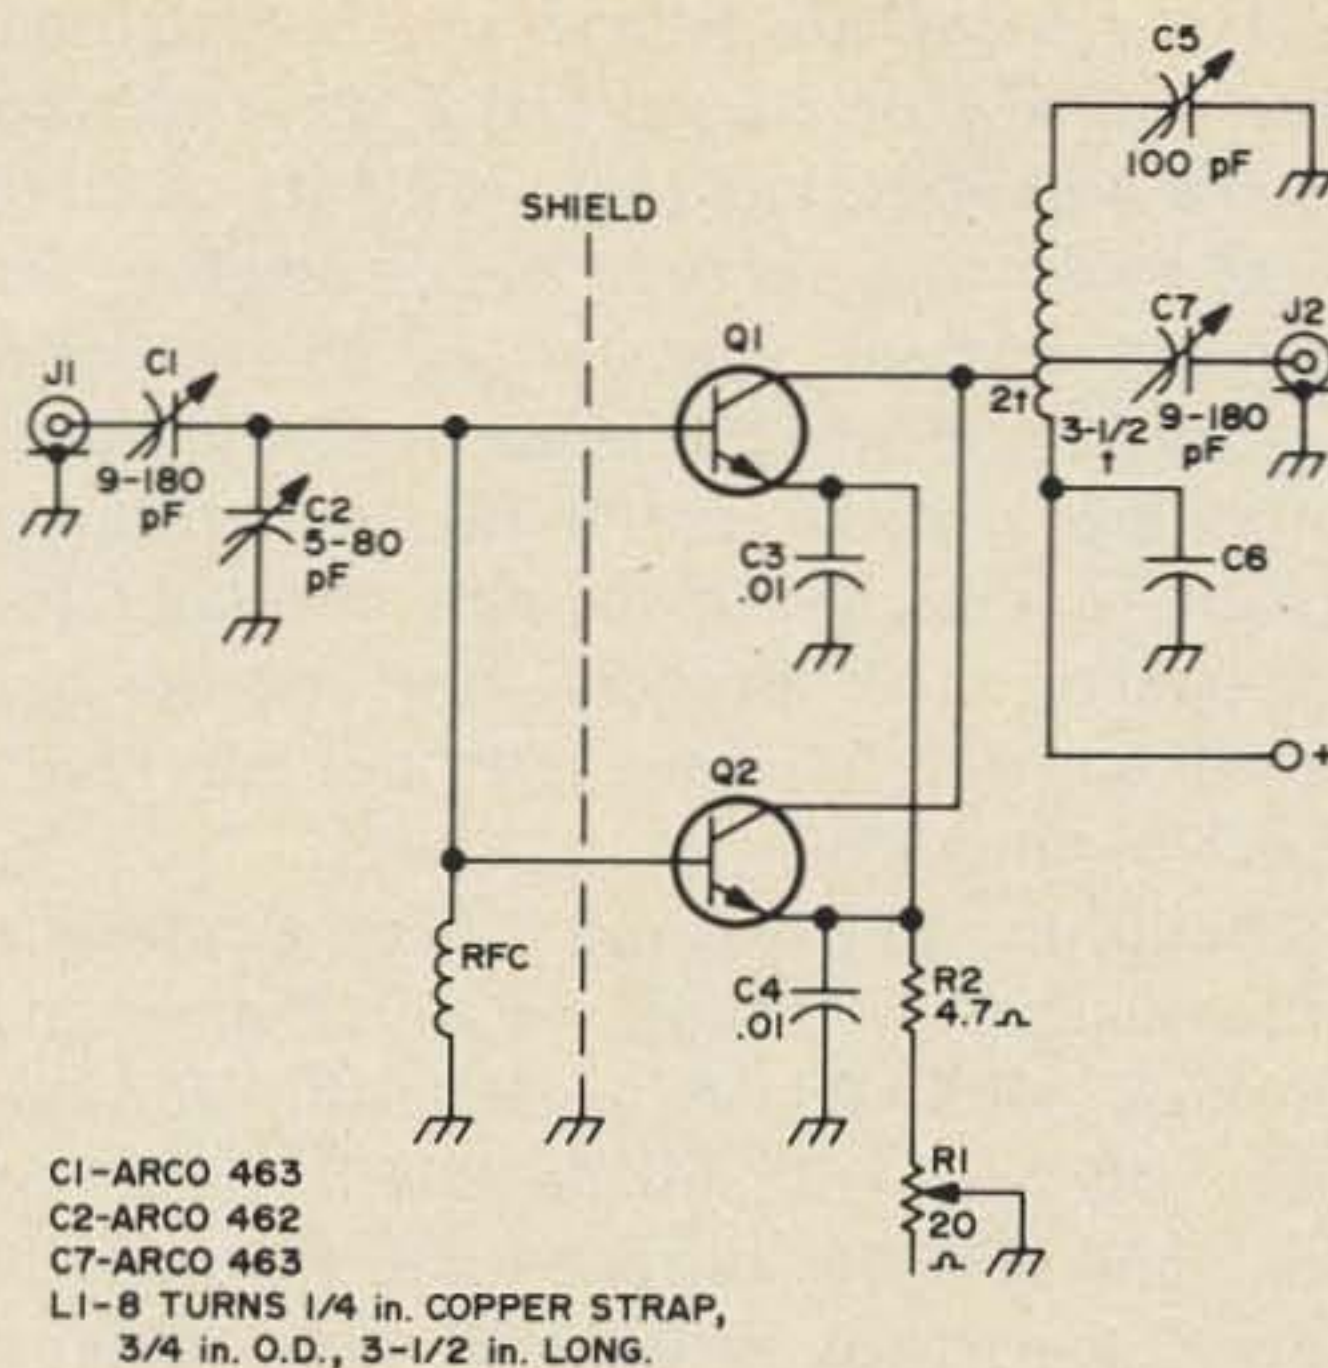 C5
100 pF
SHIELD
C7
J2
Q1
J1
C1
2t
3-1/2
t
9-180
pF
9-180
pF
C2
5-80
pF
C3
.01
C6
+
Q2
RFC
C4
.01
R2
4.7 Ω
R1
20
Ω
C1-ARCO 463
C2-ARCO 462
C7-ARCO 463
L1-8 TURNS 1/4 in. COPPER STRAP,
3/4 in. O.D., 3-1/2 in. LONG.